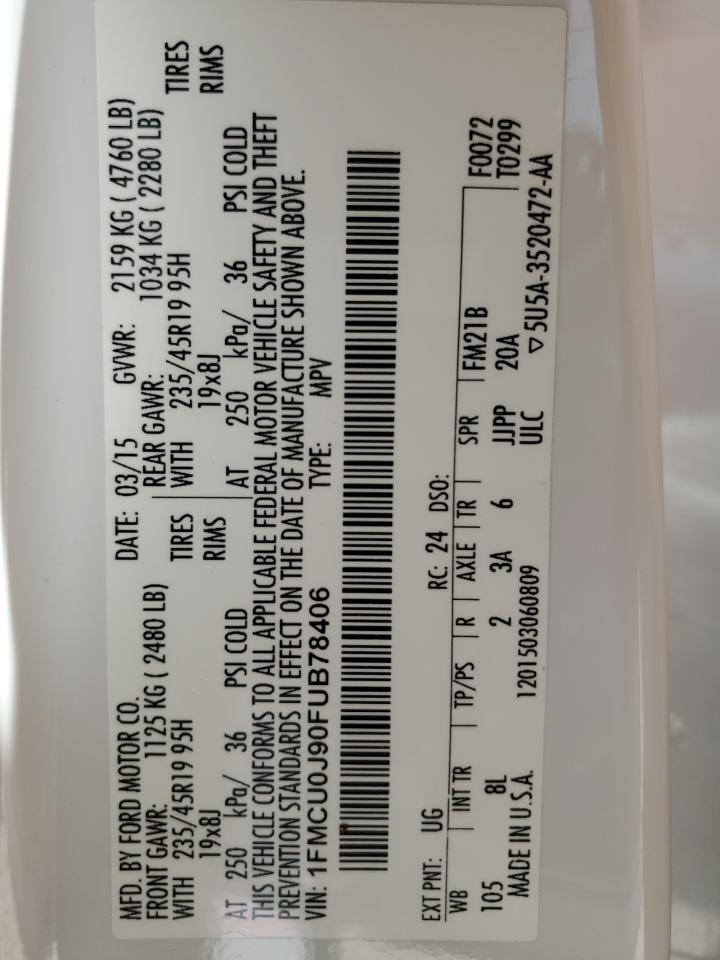 MFD. BY FORD MOTOR CO. DATE: 03/15 GVWR: 2159 KG ( 4760 LB)
FRONT GAWR: 1125 KG ( 2480 LB) REAR GAWR: 1034 KG ( 2280 LB)
WITH 235/45R19 95H TIRES WITH 235/45R19 95H TIRES
19x8J RIMS 19x8J RIMS
AT 250 kPa/ 36 PSI COLD AT 250 kPa/ 36 PSI COLD
THIS VEHICLE CONFORMS TO ALL APPLICABLE FEDERAL MOTOR VEHICLE SAFETY AND THEFT
PREVENTION STANDARDS IN EFFECT ON THE DATE OF MANUFACTURE SHOWN ABOVE.
VIN: 1FMCU0J90FUB78406 TYPE: MPV
EXT PNT: UG RC: 24 DSO:
WB INT TR TP/PS R AXLE TR SPR FM21B F0072
105 8L 2 3A 6 JJPP 20A T0299
MADE IN U.S.A. 1201503060809 ULC ▽5U5A-3520472-AA